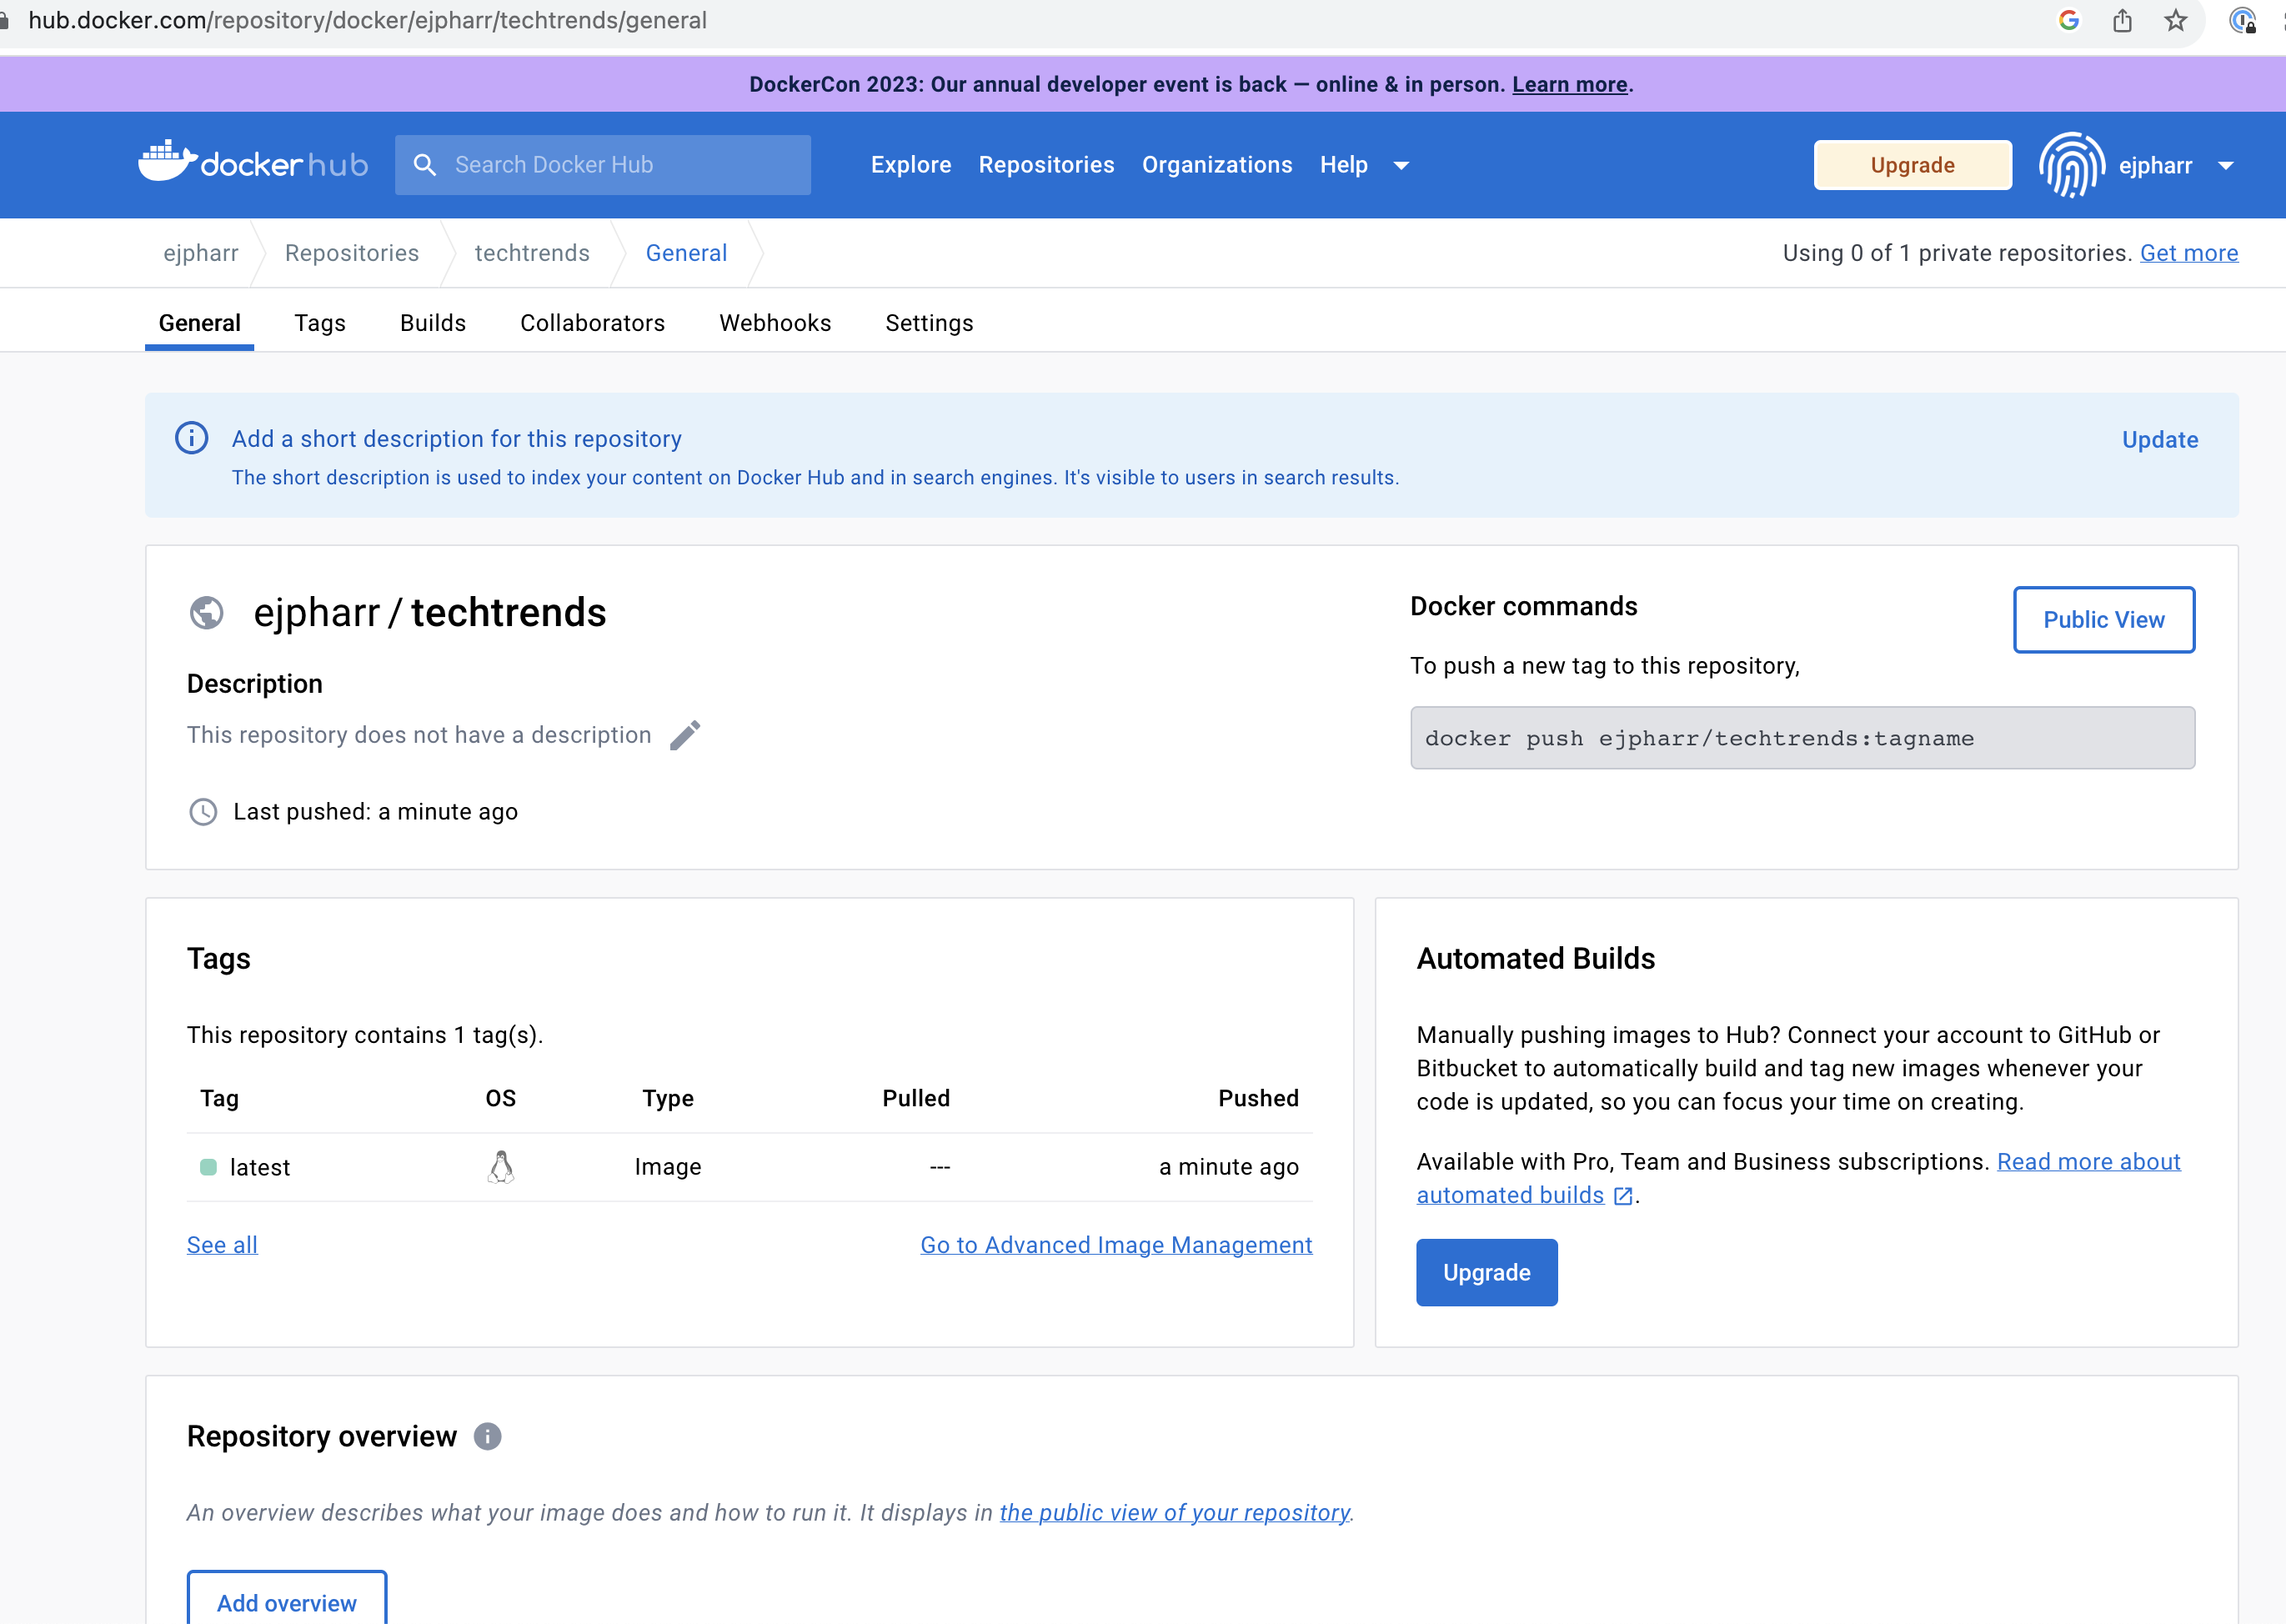 hub.docker.com/repository/docker/ejpharr/techtrends/general
DockerCon 2023: Our annual developer event is back — online & in person. Learn more.
dockerhub
Search Docker Hub
Explore
Repositories
Organizations
Help
Upgrade
ejpharr
ejpharr
Repositories
techtrends
General
Using 0 of 1 private repositories. Get more
General
Tags
Builds
Collaborators
Webhooks
Settings
Add a short description for this repository
Update
The short description is used to index your content on Docker Hub and in search engines. It's visible to users in search results.
ejpharr / techtrends
Description
This repository does not have a description
Last pushed: a minute ago
Docker commands
Public View
To push a new tag to this repository,
docker push ejpharr/techtrends:tagname
Tags
This repository contains 1 tag(s).
Tag OS Type Pulled Pushed
latest Image --- a minute ago
See all
Go to Advanced Image Management
Automated Builds
Manually pushing images to Hub? Connect your account to GitHub or
Bitbucket to automatically build and tag new images whenever your
code is updated, so you can focus your time on creating.
Available with Pro, Team and Business subscriptions. Read more about
automated builds .
Upgrade
Repository overview
An overview describes what your image does and how to run it. It displays in the public view of your repository.
Add overview